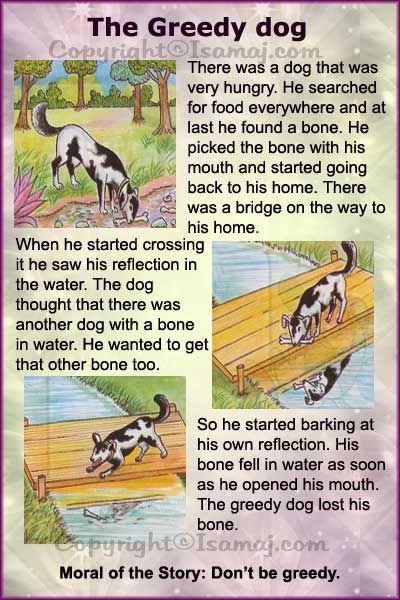 The Greedy dog
Copyright©Isamaj.com
There was a dog that was
very hungry. He searched
for food everywhere and at
last he found a bone. He
picked the bone with his
mouth and started going
back to his home. There
was a bridge on the way to
his home.
When he started crossing
it he saw his reflection in
the water. The dog
thought that there was
another dog with a bone
in water. He wanted to get
that other bone too.
So he started barking at
his own reflection. His
bone fell in water as soon
as he opened his mouth.
The greedy dog lost his
bone.
Copyright©Isamaj.com
Moral of the Story: Don't be greedy.